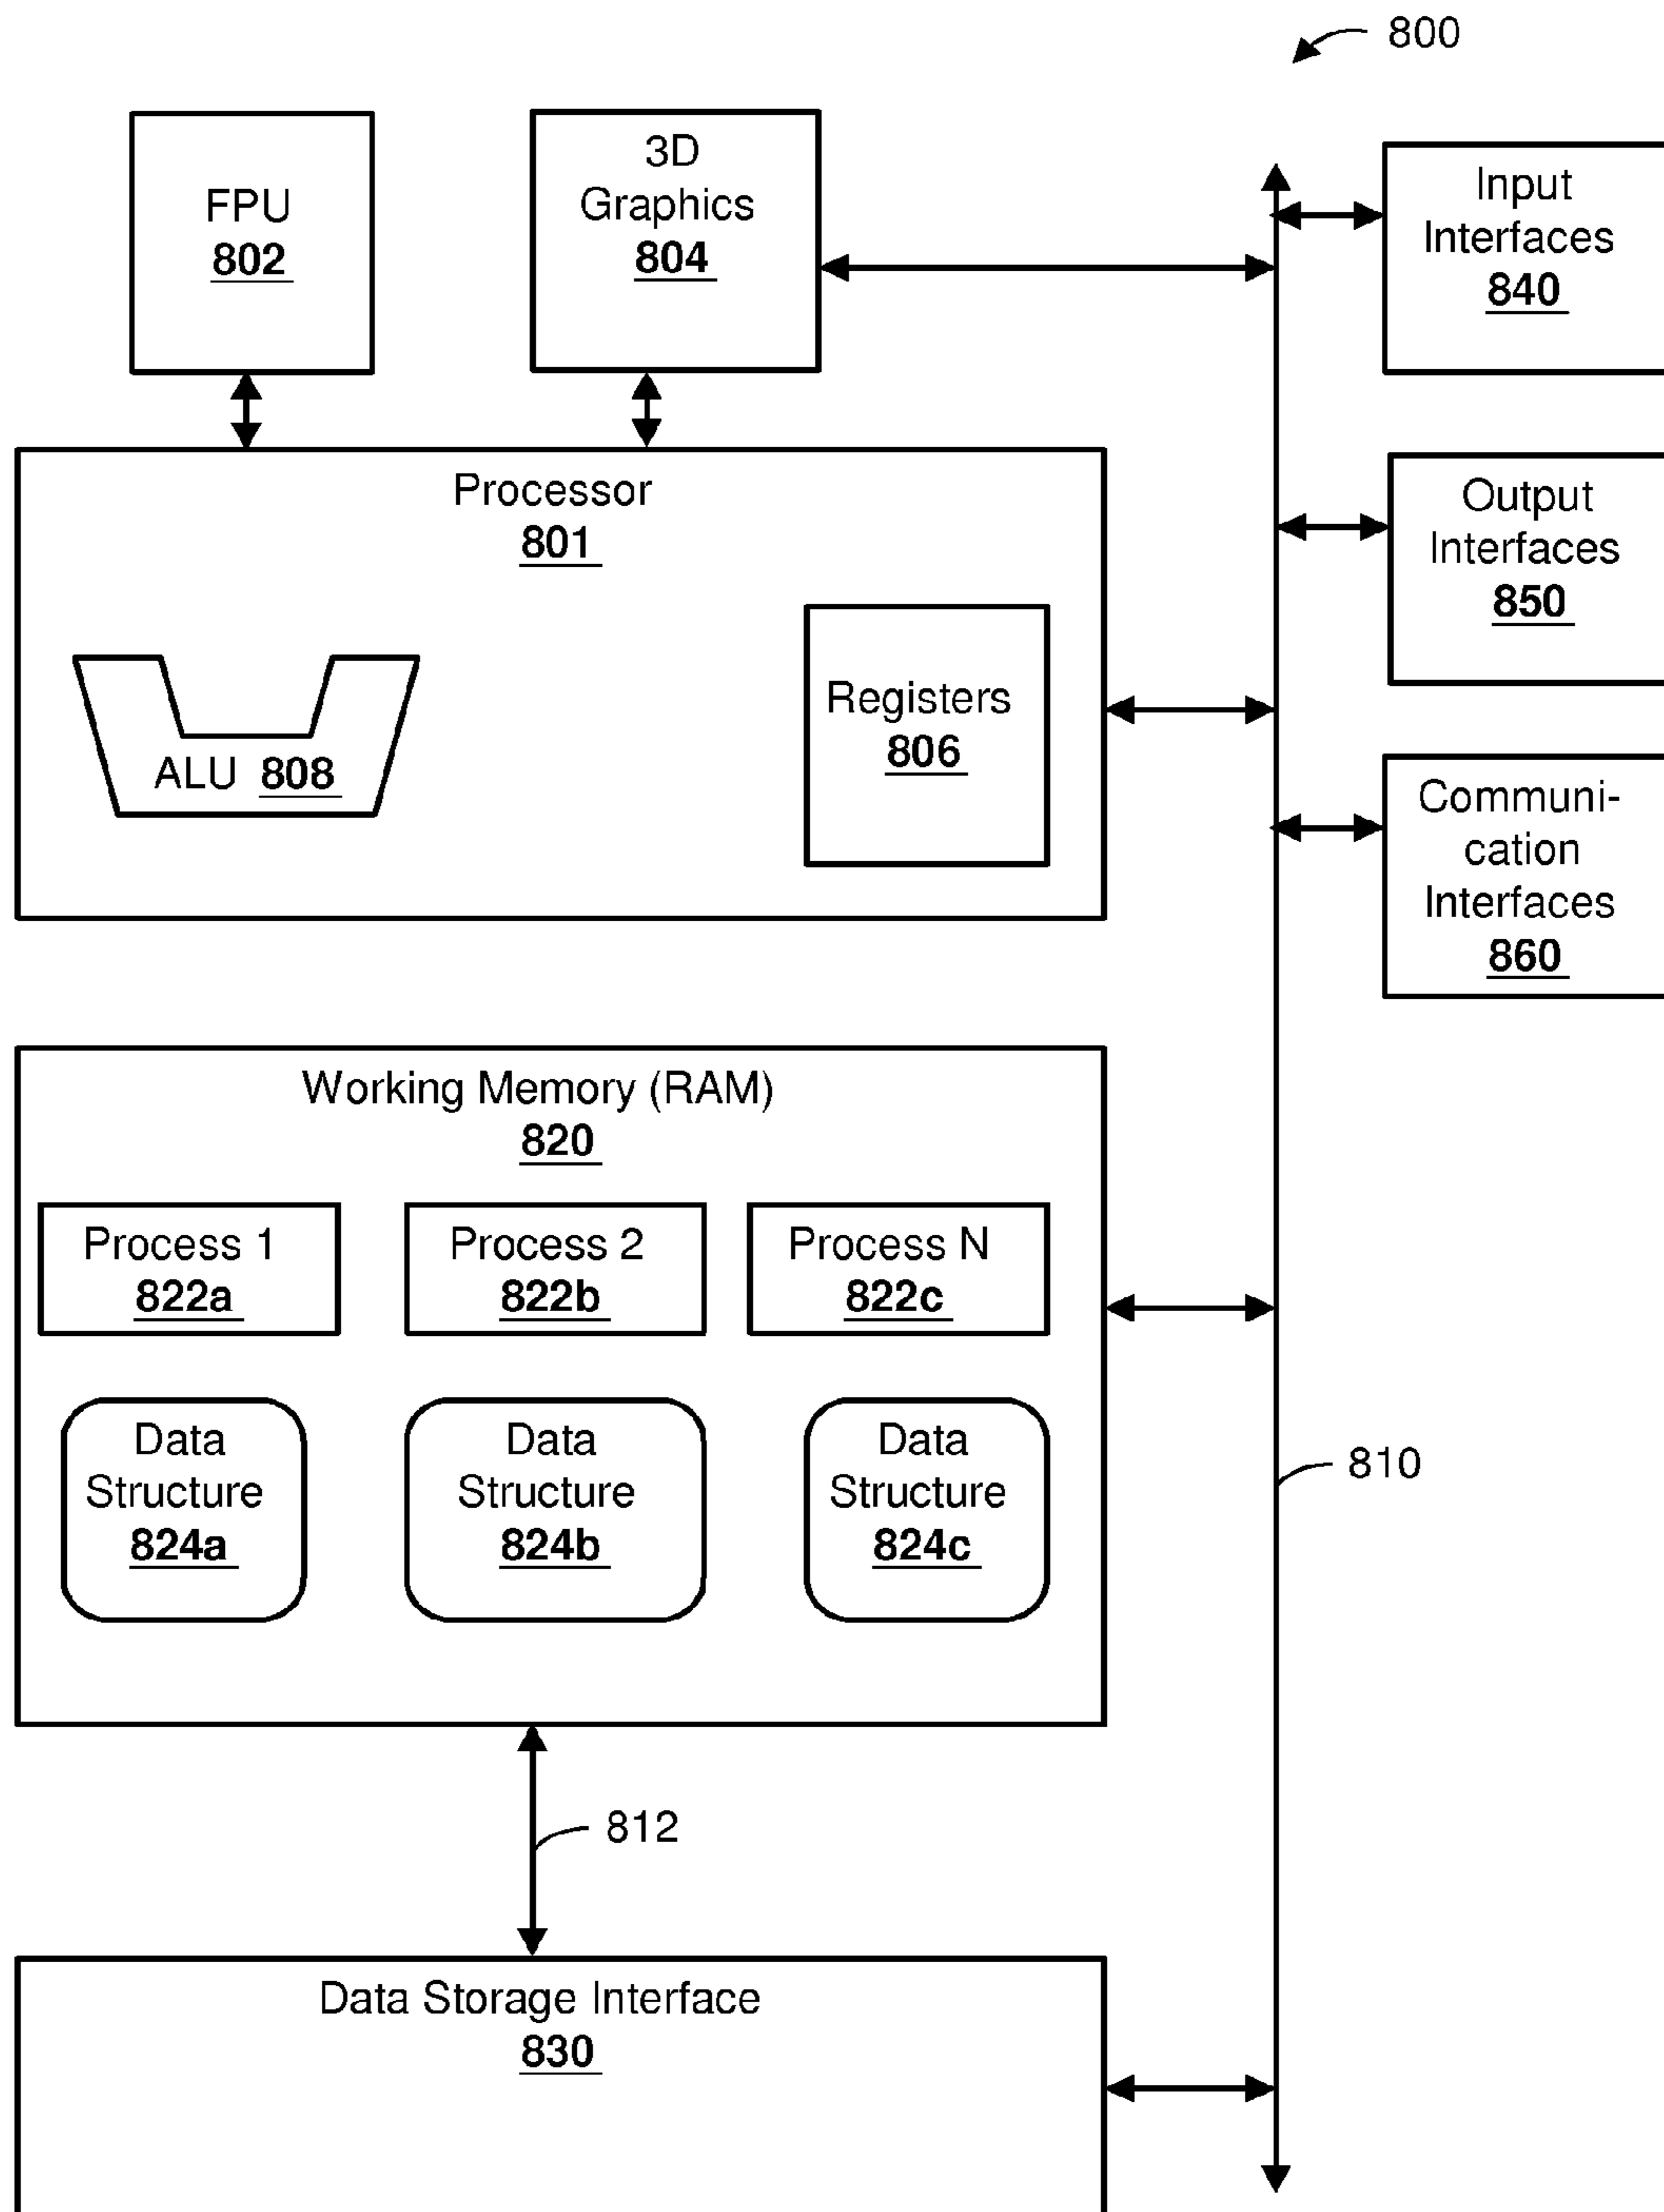 800
FPU
802
3D
Graphics
804
Input
Interfaces
840
Processor
801
Output
Interfaces
850
ALU 808
Registers
806
Communi-
cation
Interfaces
860
Working Memory (RAM)
820
Process 1
822a
Process 2
822b
Process N
822c
Data
Structure
824a
Data
Structure
824b
Data
Structure
824c
810
812
Data Storage Interface
830